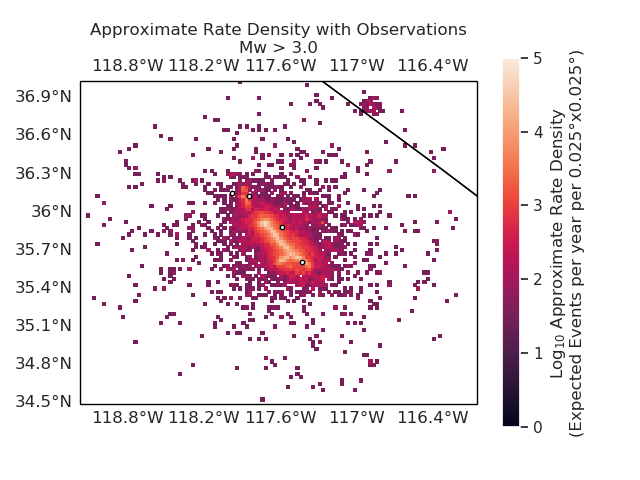 Approximate Rate Density with Observations
Mw > 3.0
118.8°W 118.2°W 117.6°W 117°W 116.4°W
36.9°N
36.6°N
36.3°N
36°N
35.7°N
35.4°N
35.1°N
34.8°N
34.5°N
118.8°W 118.2°W 117.6°W 117°W 116.4°W
5
4
3
2
1
0
Log₁₀ Approximate Rate Density
(Expected Events per year per 0.025°x0.025°)